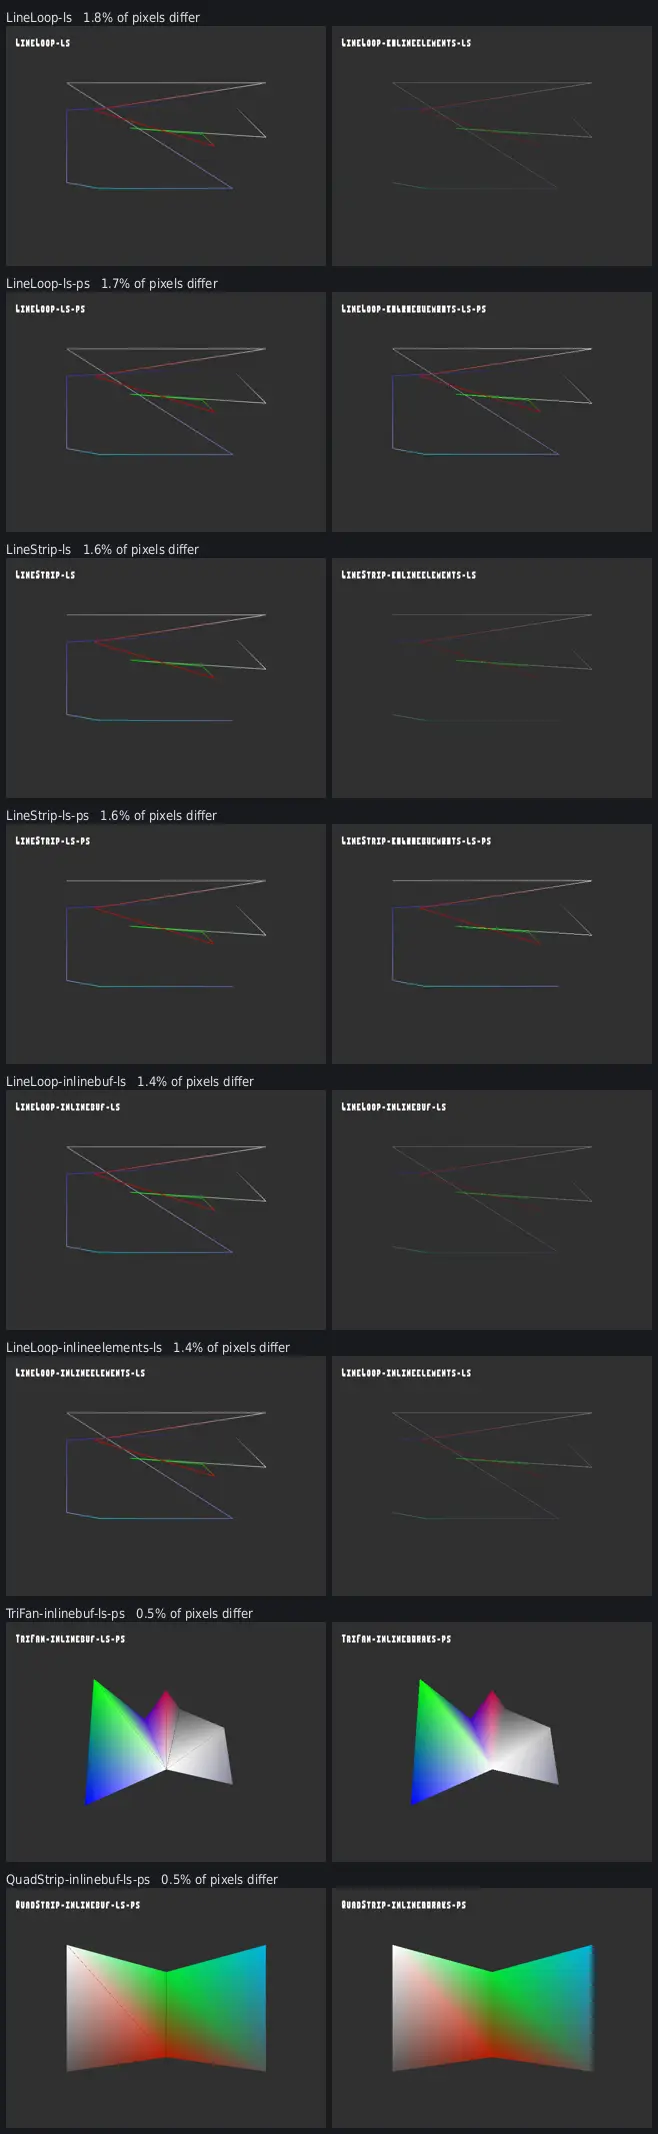 LineLoop-ls 1.8% of pixels differ
LineLoop-ls LineLoop-
LineLoop-ls-ps 1.7% of pixels differ
LineLoop-ls-ps LineLoop-
LineStrip-ls 1.6% of pixels differ
LineStrip-ls LineStrip-
LineStrip-ls-ps 1.6% of pixels differ
LineStrip-ls-ps LineStrip-
LineLoop-inlinebuf-ls 1.4% of pixels differ
LineLoop-inlinebuf-ls LineLoop-inlinebuf-ls
LineLoop-inlineelements-ls 1.4% of pixels differ
LineLoop-inlineelements-ls LineLoop-inlineelements-ls
TriFan-inlinebuf-ls-ps 0.5% of pixels differ
TriFan-inlinebuf-ls-ps
QuadStrip-inlinebuf-ls-ps 0.5% of pixels differ
QuadStrip-inlinebuf-ls-ps